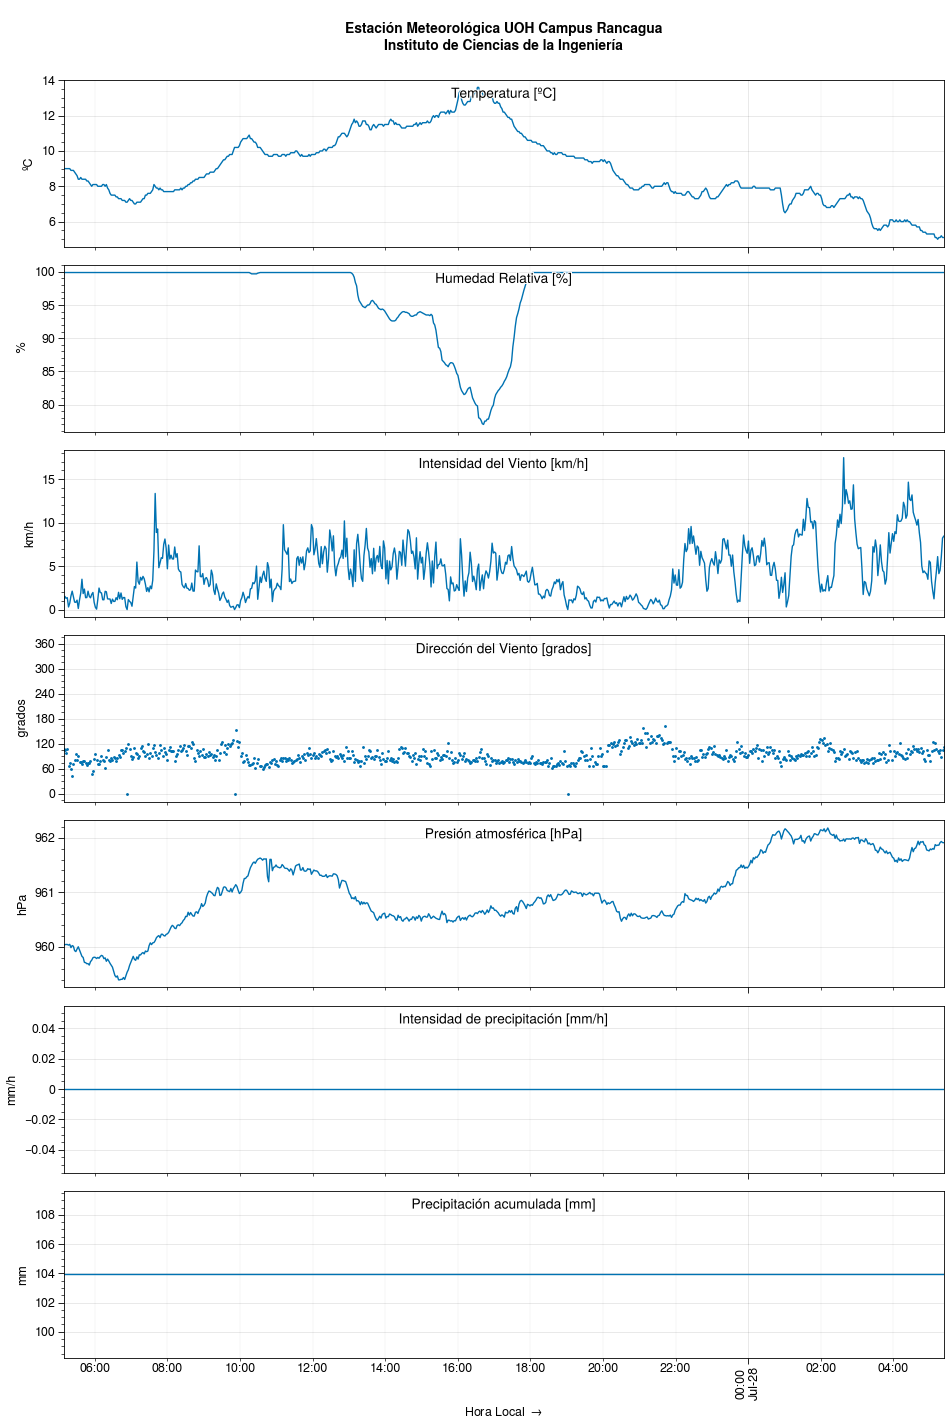 Estación Meteorológica UOH Campus Rancagua
Instituto de Ciencias de la Ingeniería
Temperatura [ºC]
ºC
14
12
10
8
6
Humedad Relativa [%]
%
100
95
90
85
80
Intensidad del Viento [km/h]
km/h
15
10
5
0
Dirección del Viento [grados]
grados
360
300
240
180
120
60
0
Presión atmosférica [hPa]
hPa
962
961
960
Intensidad de precipitación [mm/h]
mm/h
0.04
0.02
0
−0.02
−0.04
Precipitación acumulada [mm]
mm
108
106
104
102
100
06:00 08:00 10:00 12:00 14:00 16:00 18:00 20:00 22:00 00:00 02:00 04:00
Jul-28
Hora Local →